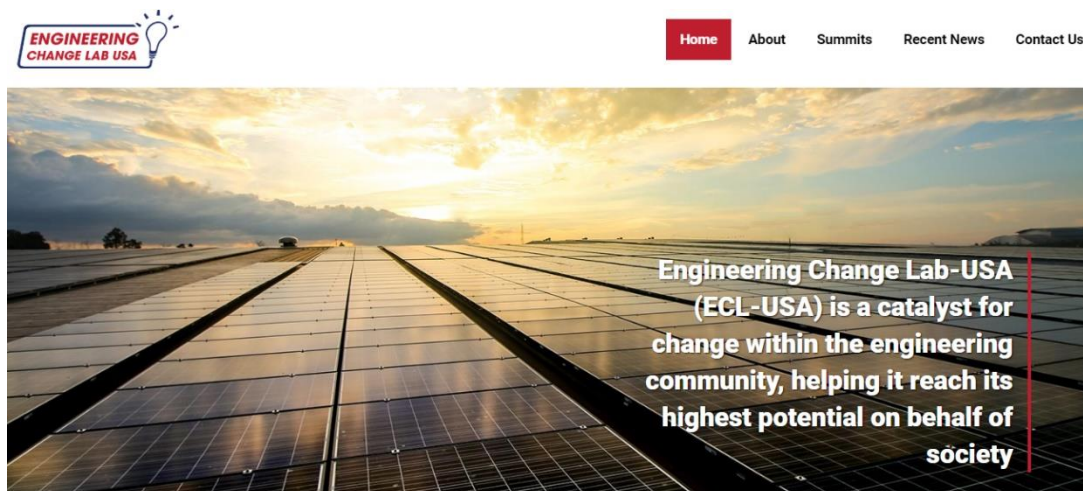 ENGINEERING
CHANGE LAB USA
Home About Summits Recent News Contact Us
Engineering Change Lab-USA
(ECL-USA) is a catalyst for
change within the engineering
community, helping it reach its
highest potential on behalf of
society